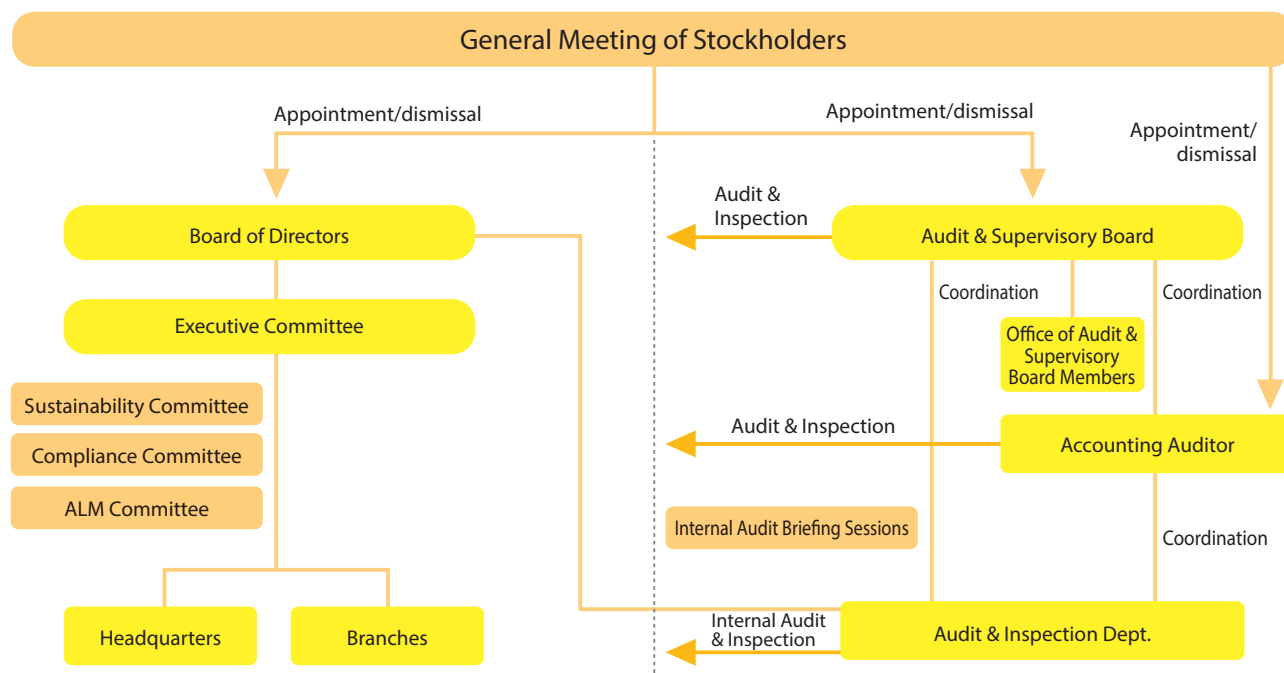 General Meeting of Stockholders
Appointment/dismissal
Appointment/dismissal
Appointment/
dismissal
Audit &
Inspection
Board of Directors
Audit & Supervisory Board
Coordination
Coordination
Executive Committee
Office of Audit &
Supervisory
Board Members
Sustainability Committee
Compliance Committee
ALM Committee
Audit & Inspection
Accounting Auditor
Internal Audit Briefing Sessions
Coordination
Headquarters
Branches
Internal Audit
& Inspection
Audit & Inspection Dept.